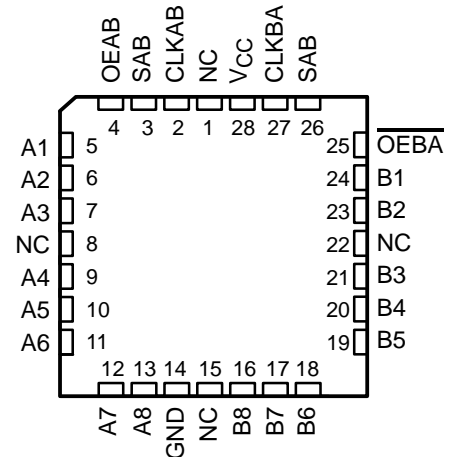 OEAB SAB CLKAB NC VCC CLKBA SAB
4 3 2 1 28 27 26
A1 5 25 OEBA
A2 6 24 B1
A3 7 23 B2
NC 8 22 NC
A4 9 21 B3
A5 10 20 B4
A6 11 19 B5
12 13 14 15 16 17 18
A7 A8 GND NC B8 B7 B6